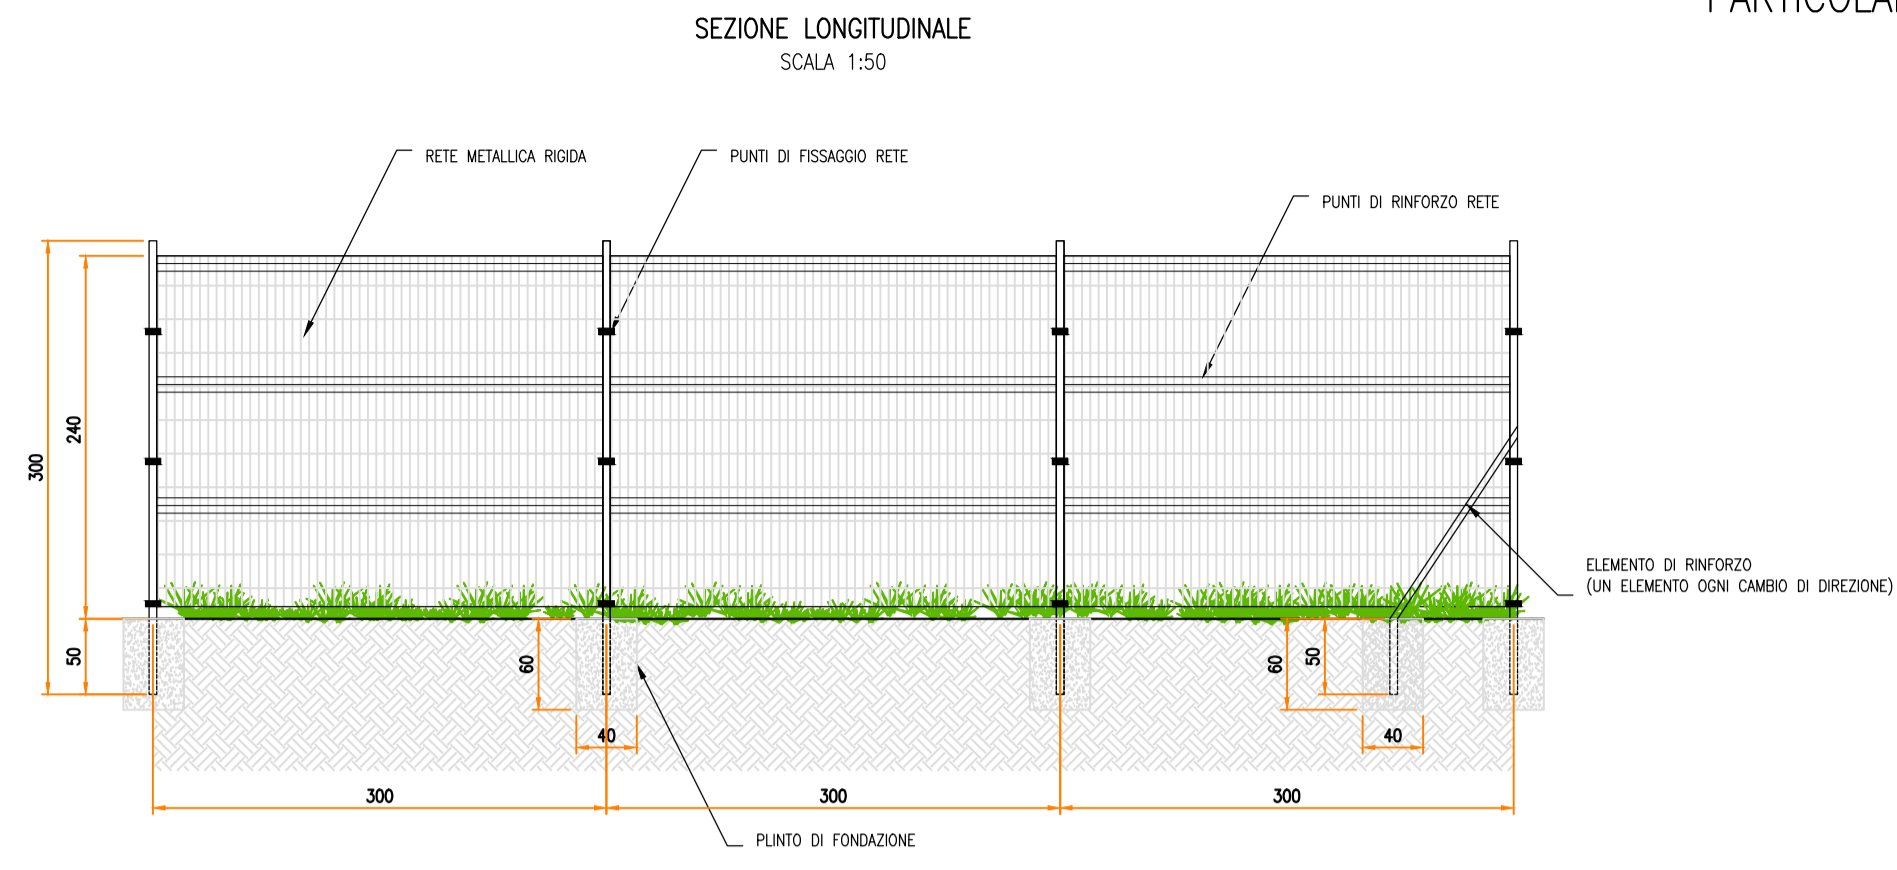 SEZIONE LONGITUDINALE
SCALA 1:50
RETE METALLICA RIGIDA
PUNTI DI FISSAGGIO RETE
PUNTI DI RINFORZO RETE
300
240
50
ELEMENTO DI RINFORZO
(UN ELEMENTO OGNI CAMBIO DI DIREZIONE)
60
40
60
50
40
300
300
300
PLINTO DI FONDAZIONE